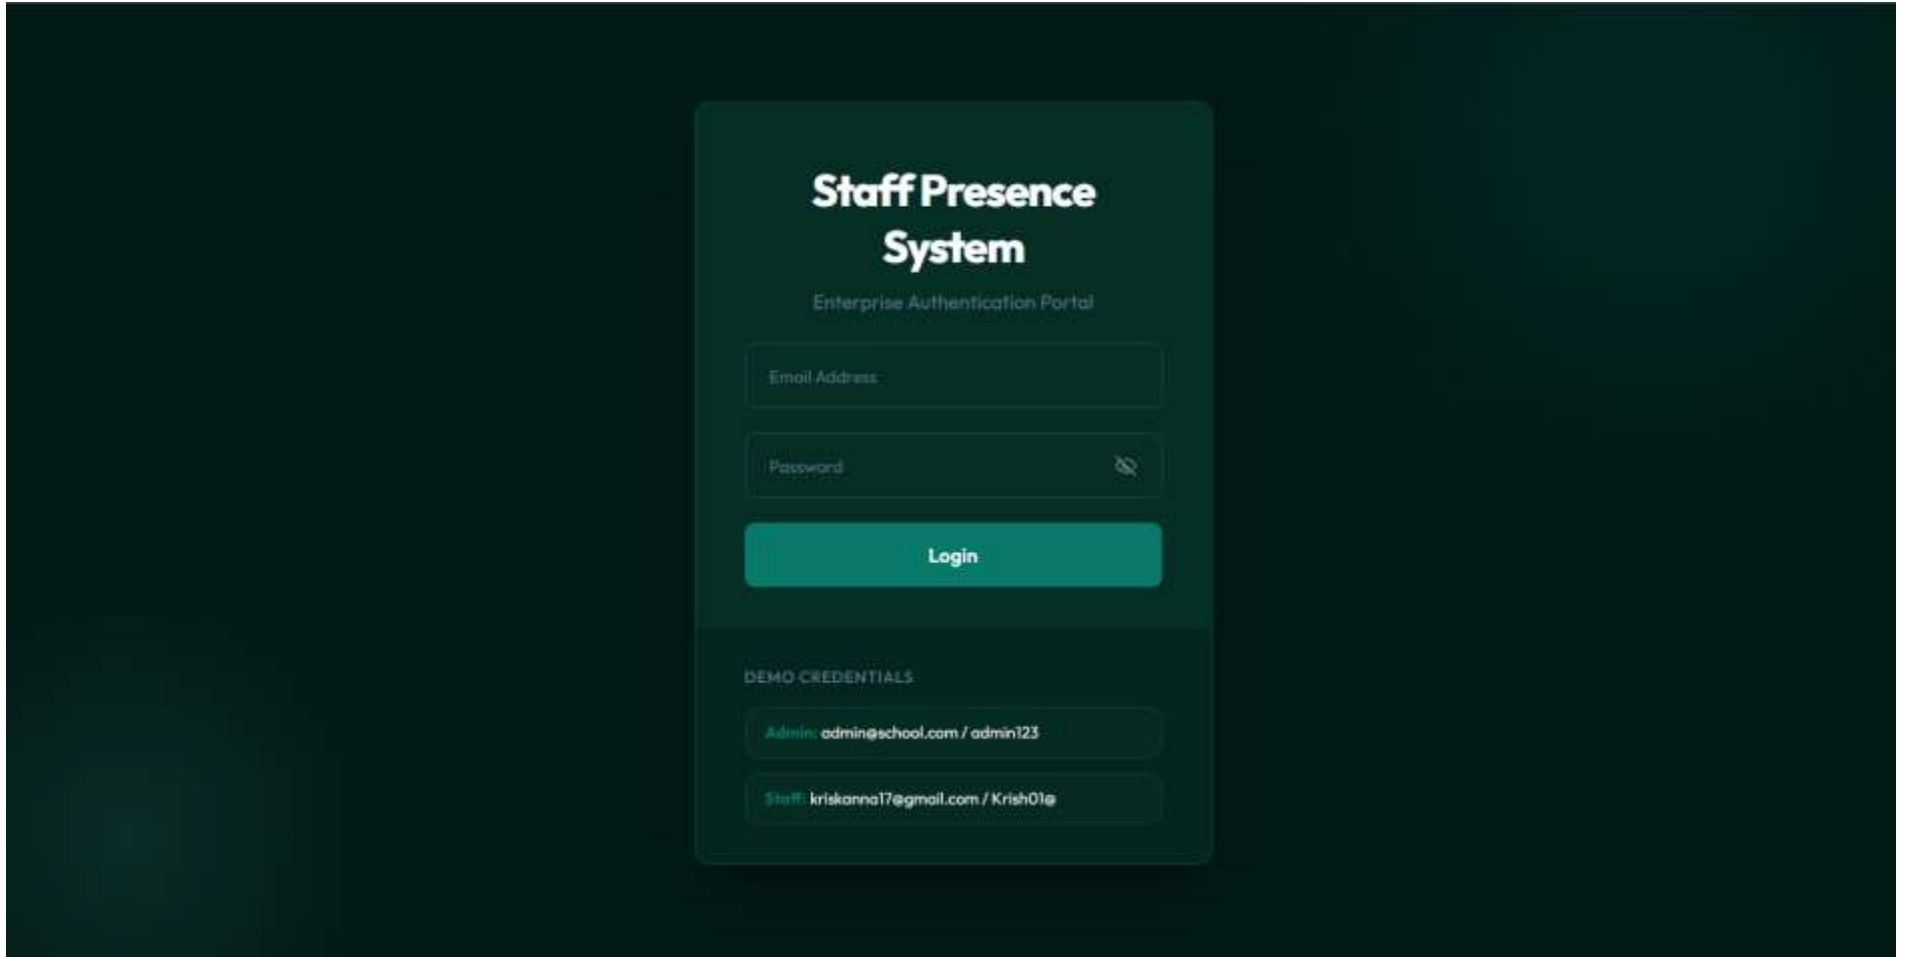 Staff Presence
System
Enterprise Authentication Portal
Email Address
Password
Login
DEMO CREDENTIALS
Admin: admin@school.com / admin123
Staff: kriskanna17@gmail.com / Krish01@